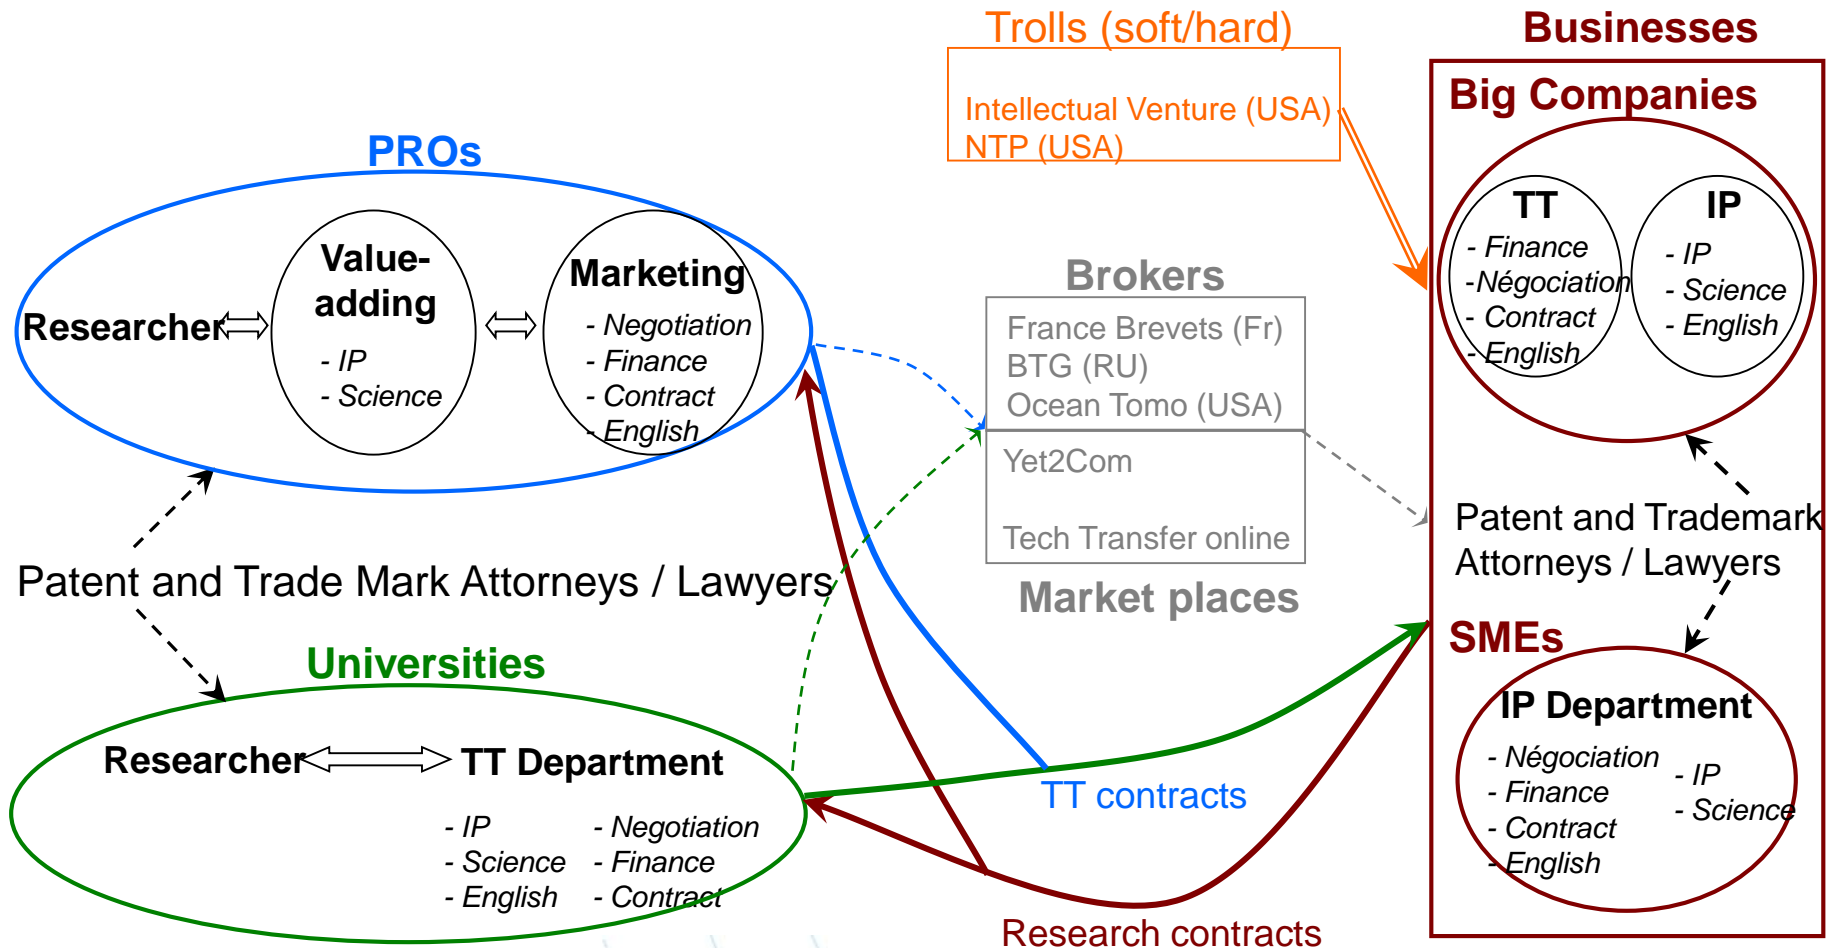 Trolls (soft/hard)
Intellectual Venture (USA)
NTP (USA)
Businesses
Big Companies
TT
- Finance
-Négociation
- Contract
- English
IP
- IP
- Science
- English
PROs
Researcher
Value-
adding
- IP
- Science
Marketing
- Negotiation
- Finance
- Contract
- English
Brokers
France Brevets (Fr)
BTG (RU)
Ocean Tomo (USA)
Yet2Com
Tech Transfer online
Market places
Patent and Trademark
Attorneys / Lawyers
Patent and Trade Mark Attorneys / Lawyers
Universities
Researcher
TT Department
- IP
- Science
- English
- Negotiation
- Finance
- Contract
SMEs
IP Department
- Négociation
- Finance
- Contract
- English
- IP
- Science
TT contracts
Research contracts